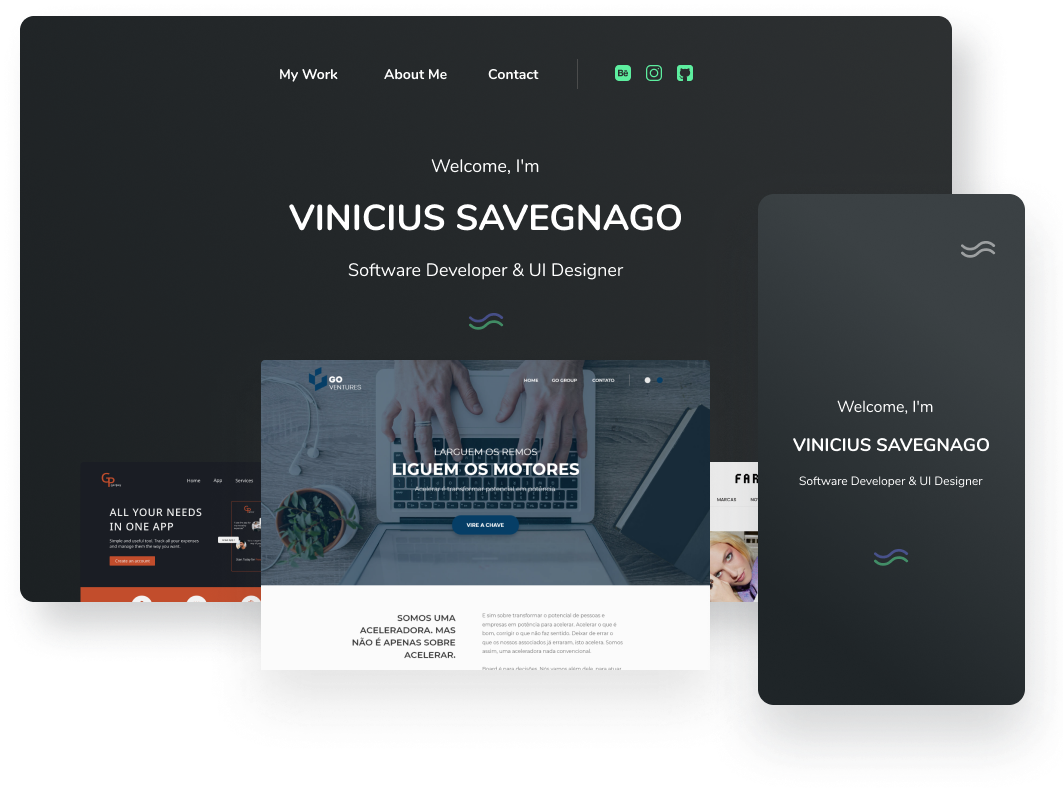 My Work About Me Contact
Welcome, I'm
VINICIUS SAVEGNAGO
Software Developer & UI Designer
GO
VENTURES
HOME GO GROUP CONTATO
LARGUEM OS REMOS
LIGUEM OS MOTORES
Acelerar é transformar potencial em potência
VIRE A CHAVE
SOMOS UMA
ACELERADORA. MAS
NÃO É APENAS SOBRE
ACELERAR.
É sim sobre transformar o potencial de pessoas e
empresas em potência para acelerar. Acelerar o que é
bom, corrigir o que não faz sentido. Deixar de errar o
que os nossos associados já erraram, isto acelera. Somos
assim, uma aceleradora nada convencional.
Home App Services
ALL YOUR NEEDS
IN ONE APP
Simple and useful tool. Track all your expenses
and manage them the way you want.
Create an account
FAR
MARCAS
Welcome, I'm
VINICIUS SAVEGNAGO
Software Developer & UI Designer